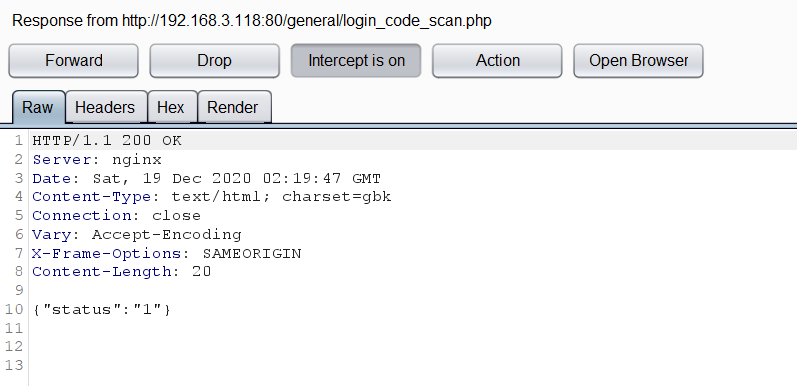 Response from http://192.168.3.118:80/general/login_code_scan.php
Forward Drop Intercept is on Action Open Browser
Raw Headers Hex Render
1 HTTP/1.1 200 OK
2 Server: nginx
3 Date: Sat, 19 Dec 2020 02:19:47 GMT
4 Content-Type: text/html; charset=gbk
5 Connection: close
6 Vary: Accept-Encoding
7 X-Frame-Options: SAMEORIGIN
8 Content-Length: 20
9
10 {"status":"1"}
11
12
13